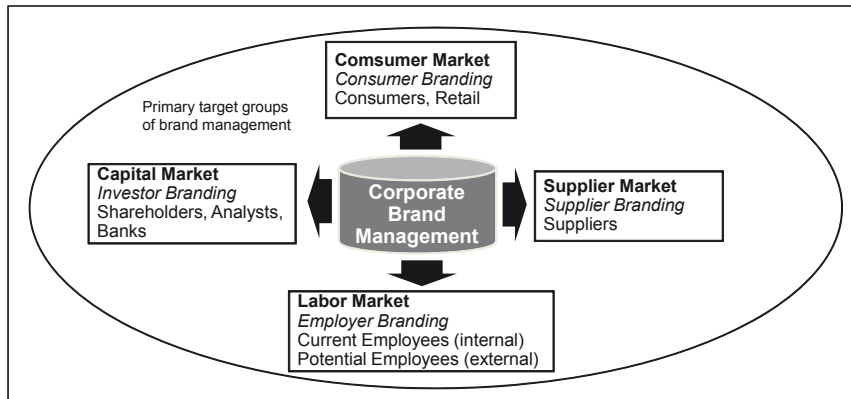 Comsumer Market
Consumer Branding
Consumers, Retail
Primary target groups
of brand management
Capital Market
Investor Branding
Shareholders, Analysts,
Banks
Corporate
Brand
Management
Supplier Market
Supplier Branding
Suppliers
Labor Market
Employer Branding
Current Employees (internal)
Potential Employees (external)